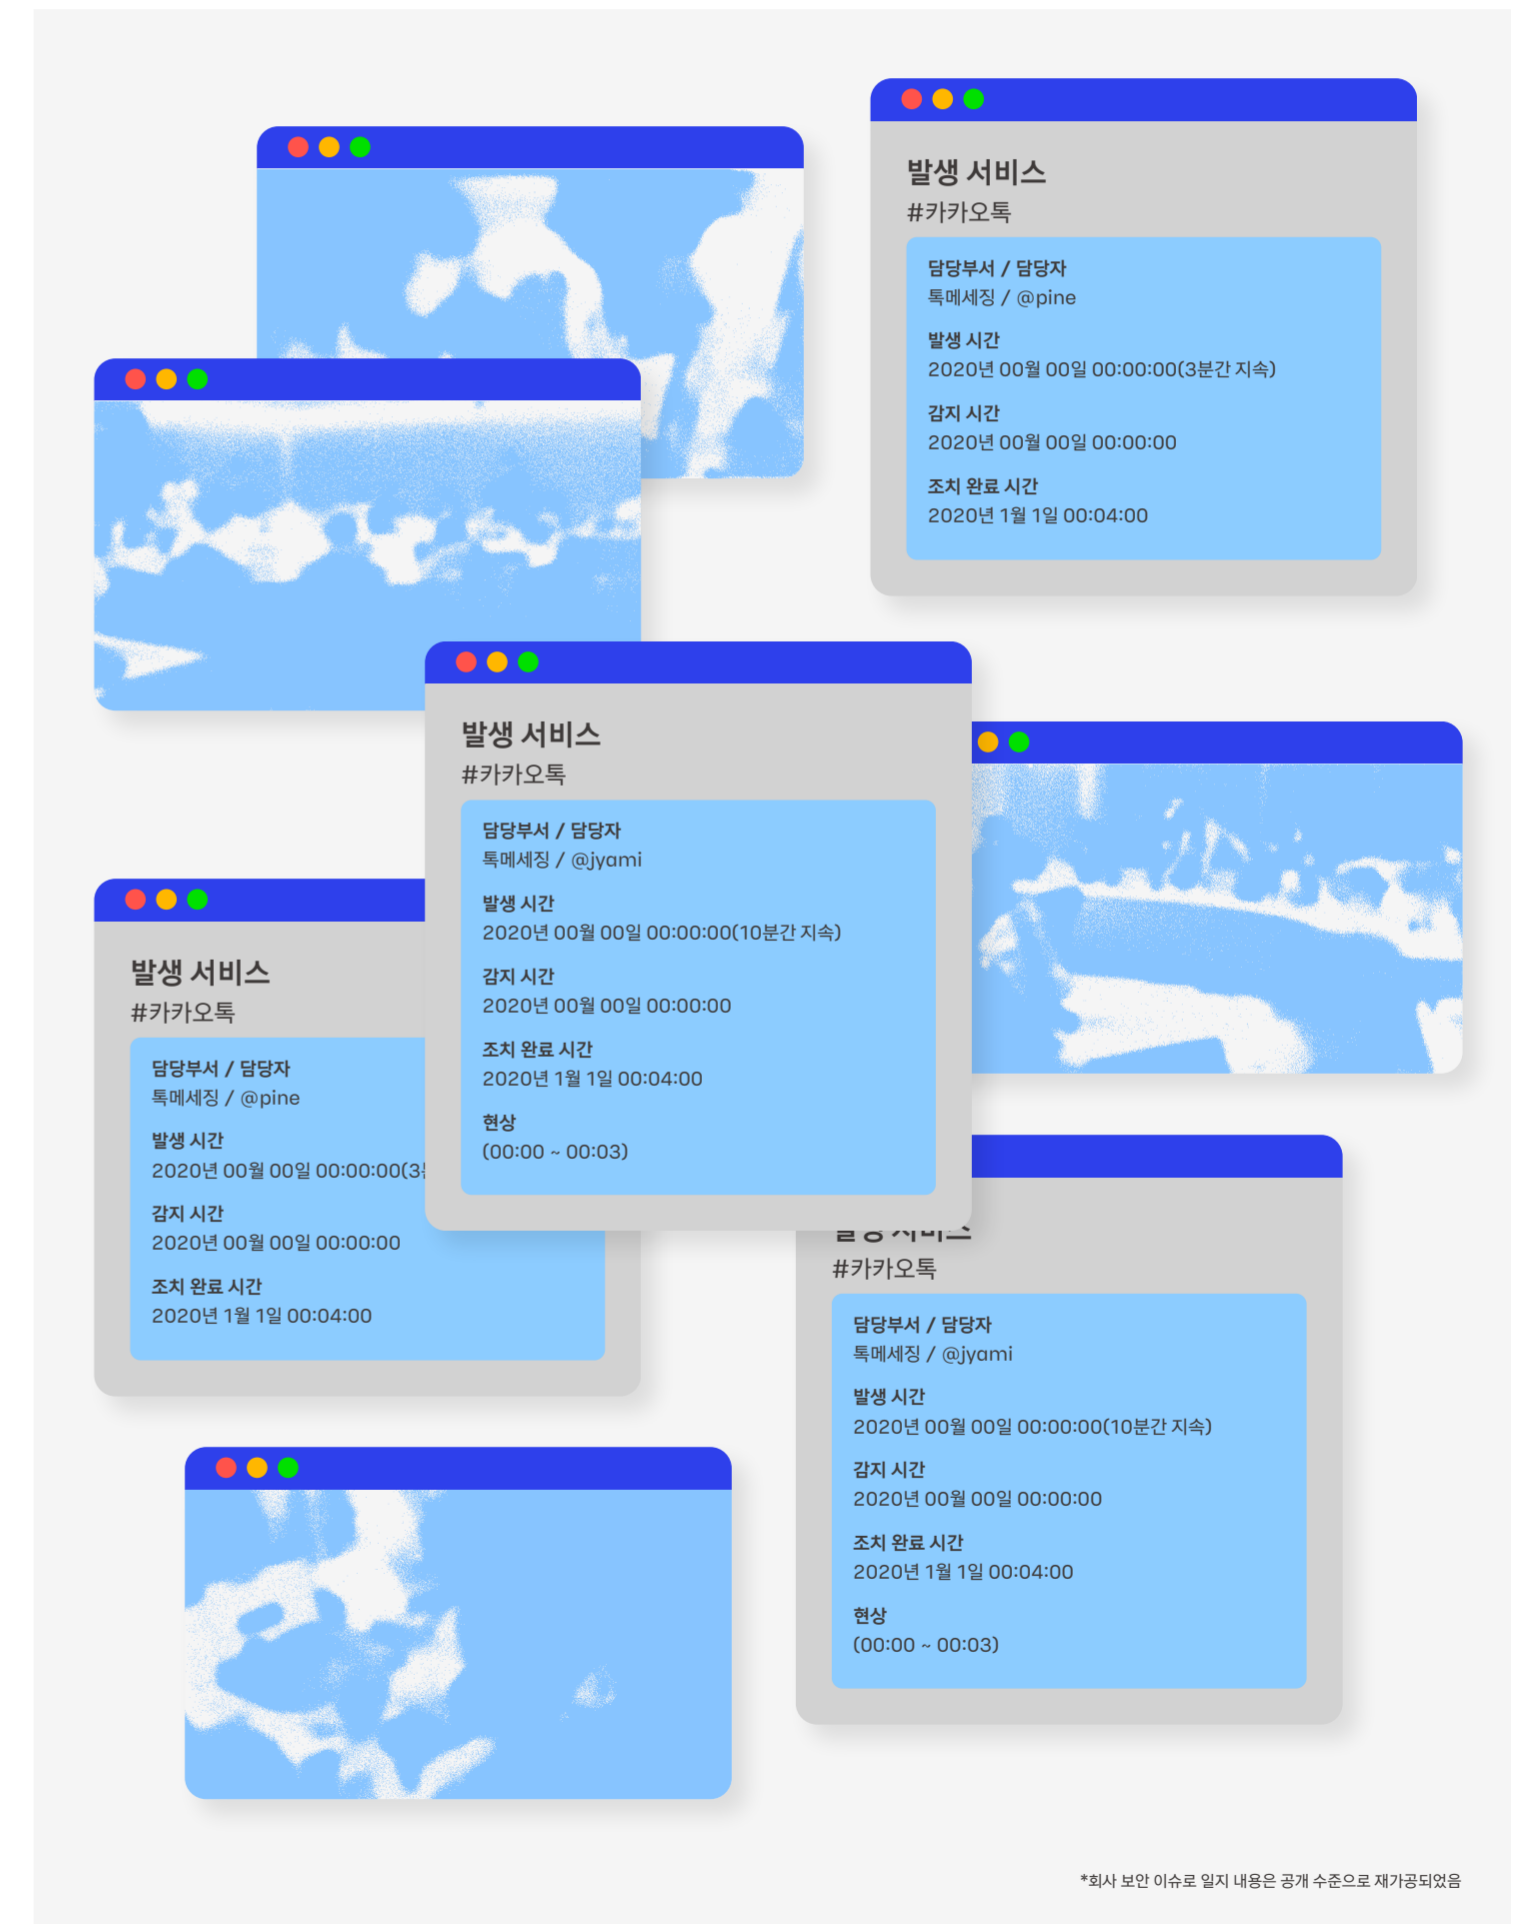 발생 서비스
#카카오톡
담당부서 / 담당자
톡메세징 / @pine
발생 시간
2020년 00월 00일 00:00:00(3분간 지속)
감지 시간
2020년 00월 00일 00:00:00
조치 완료 시간
2020년 1월 1일 00:04:00
발생 서비스
#카카오톡
담당부서 / 담당자
톡메세징 / @jyami
발생 시간
2020년 00월 00일 00:00:00(10분간 지속)
감지 시간
2020년 00월 00일 00:00:00
조치 완료 시간
2020년 1월 1일 00:04:00
현상
(00:00 ~ 00:03)
발생 서비스
#카카오톡
담당부서 / 담당자
톡메세징 / @pine
발생 시간
2020년 00월 00일 00:00:00(3
감지 시간
2020년 00월 00일 00:00:00
조치 완료 시간
2020년 1월 1일 00:04:00
#카카오톡
담당부서 / 담당자
톡메세징 / @jyami
발생 시간
2020년 00월 00일 00:00:00(10분간 지속)
감지 시간
2020년 00월 00일 00:00:00
조치 완료 시간
2020년 1월 1일 00:04:00
현상
(00:00 ~ 00:03)
*회사 보안 이슈로 일지 내용은 공개 수준으로 재가공되었음